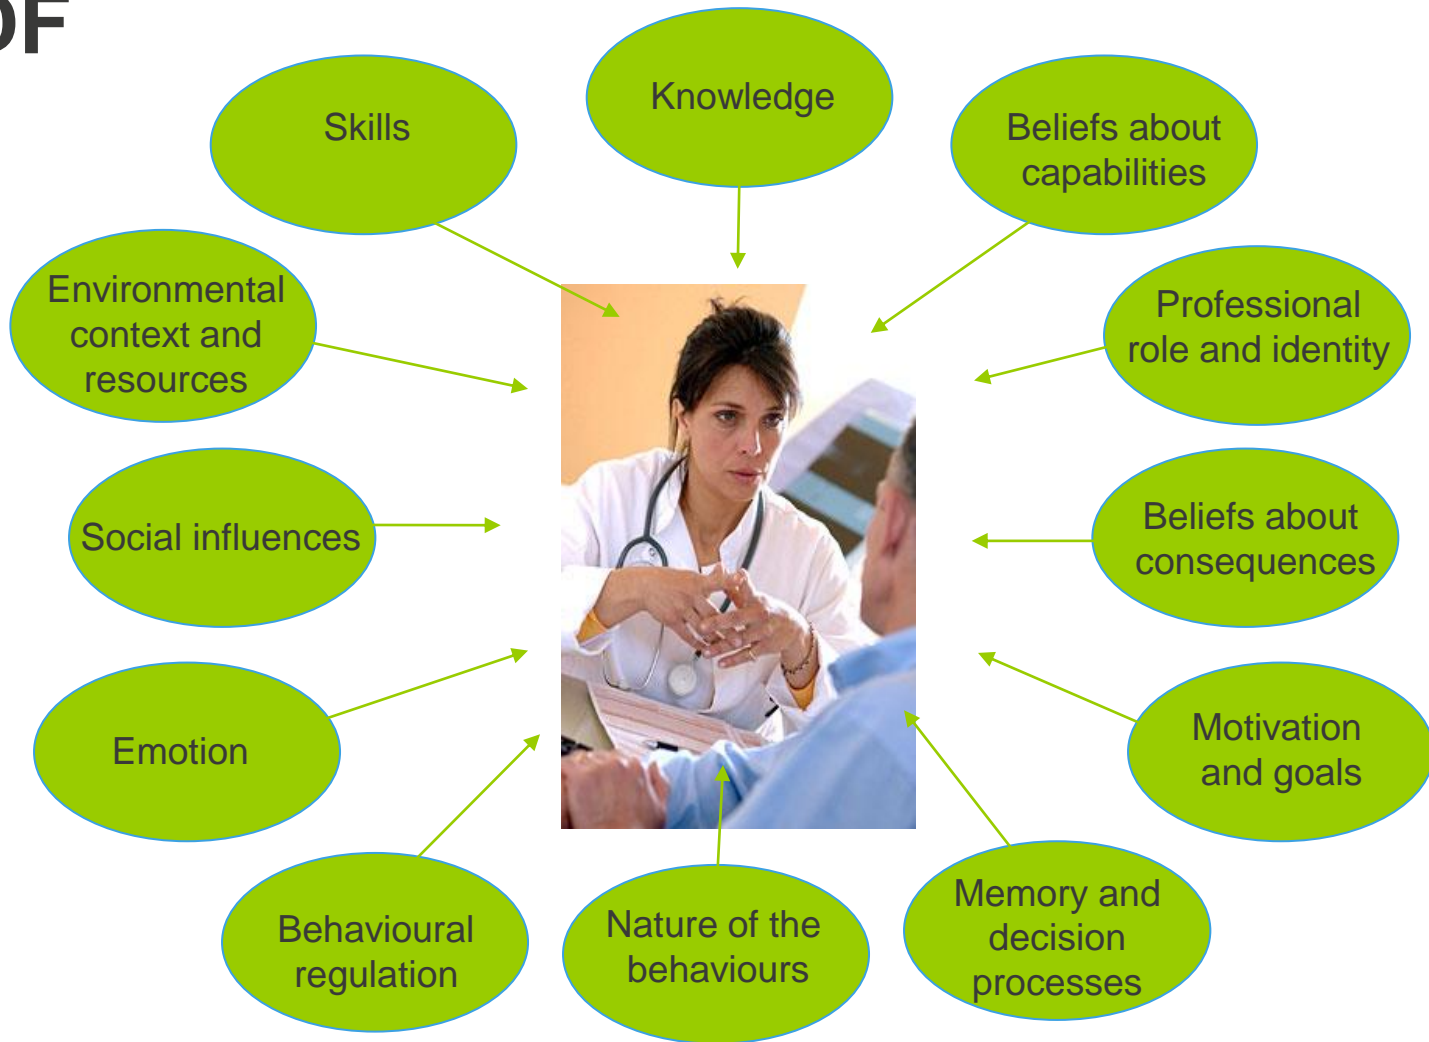 DF
Knowledge
Skills
Beliefs about
capabilities
Environmental
context and
resources
Professional
role and identity
Social influences
Beliefs about
consequences
Emotion
Motivation
and goals
Behavioural
regulation
Nature of the
behaviours
Memory and
decision
processes